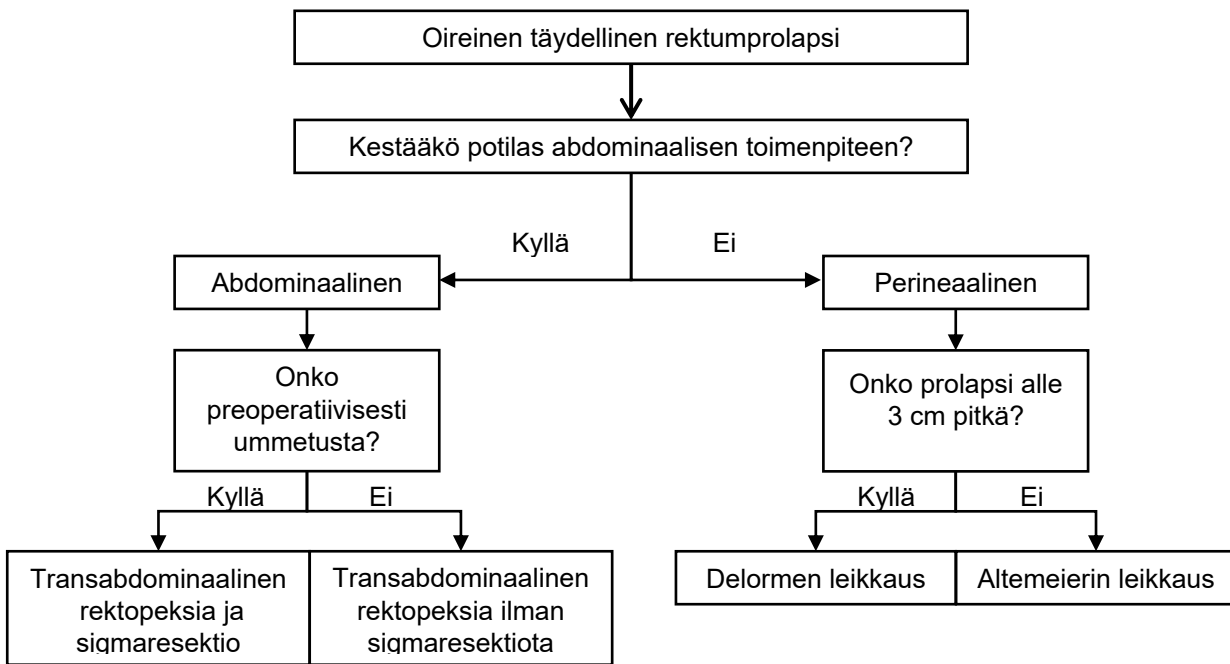 Oireinen täydellinen rektumprolapsi
Kestääkö potilas abdominaalisen toimenpiteen?
Kyllä
Ei
Abdominaalinen
Perineaalinen
Onko
preoperatiivisesti
ummetusta?
Onko prolapsi alle
3 cm pitkä?
Kyllä
Ei
Kyllä
Ei
Transabdominaalinen
rektopeksia ja
sigmaresektio
Transabdominaalinen
rektopeksia ilman
sigmaresektiota
Delormen leikkaus
Altemeierin leikkaus